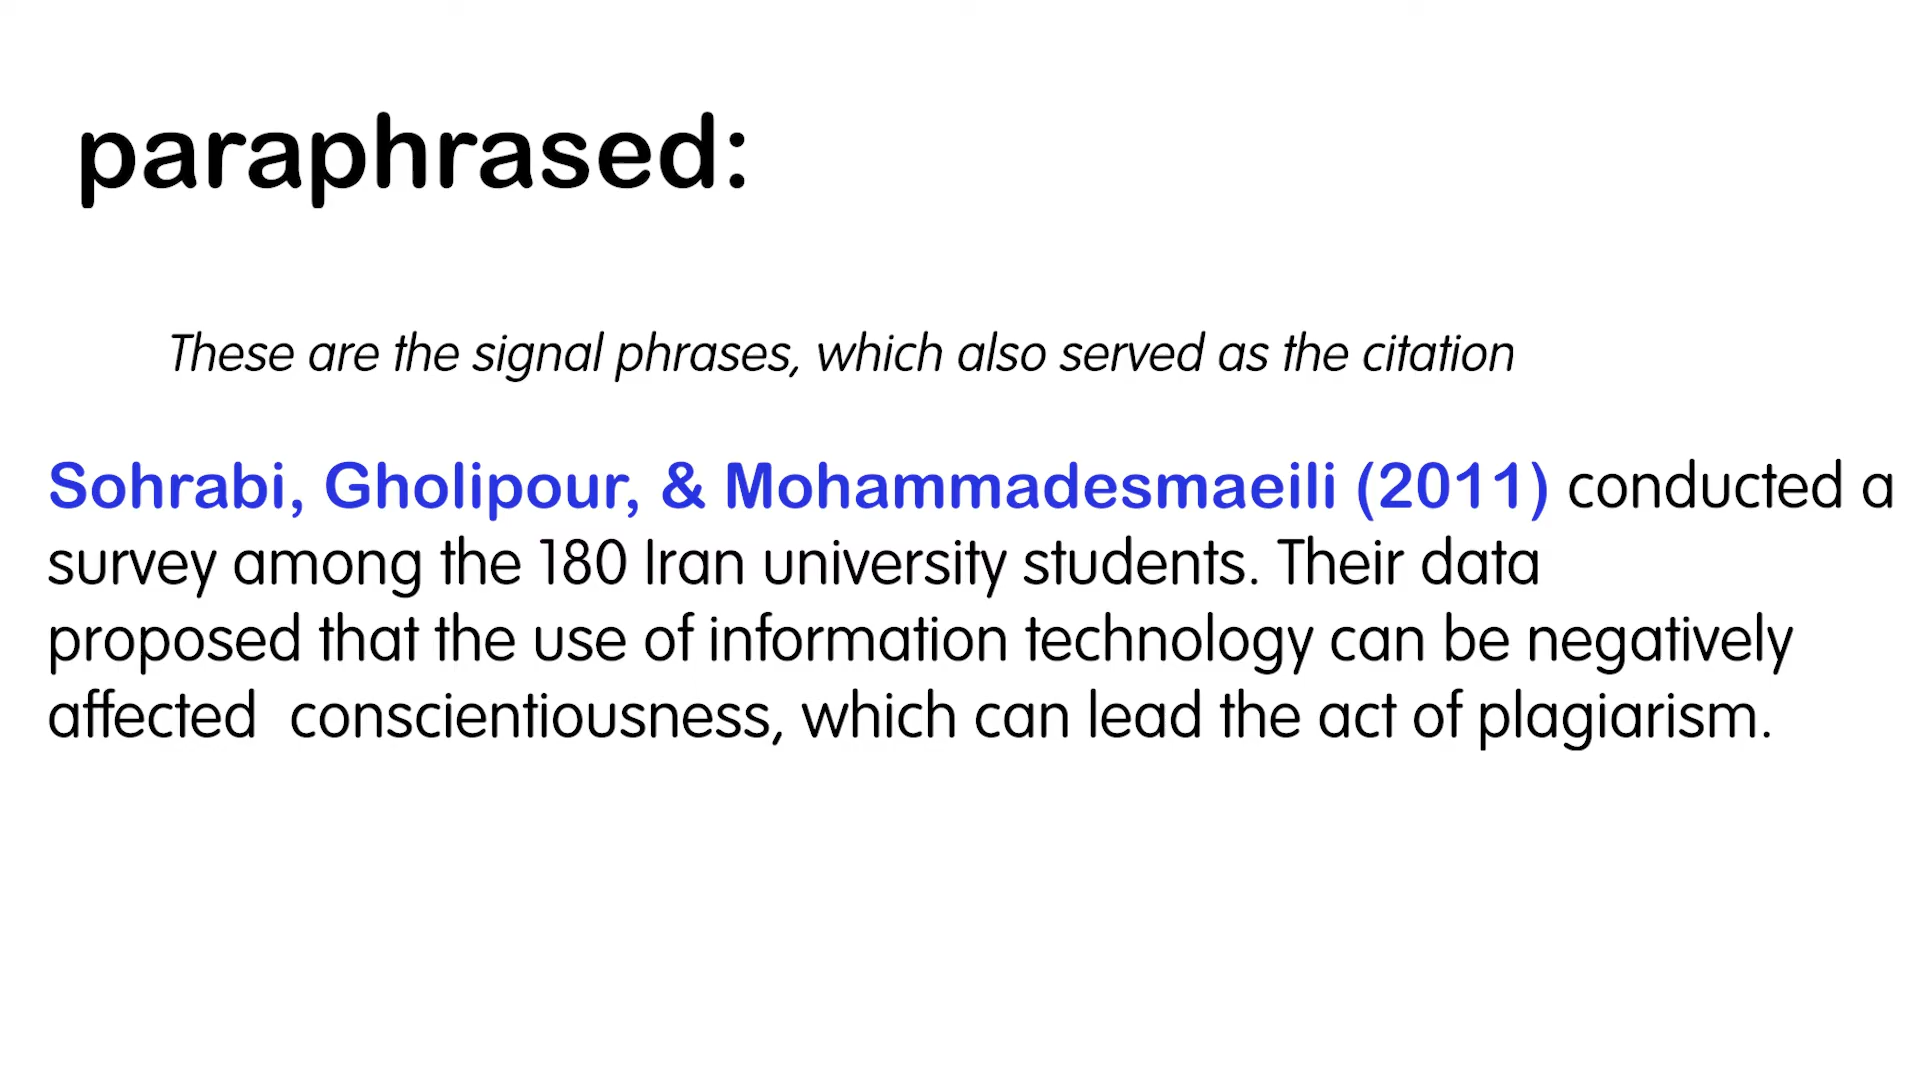 paraphrased:
These are the signal phrases, which also served as the citation
Sohrabi, Gholipour, & Mohammadesmaeili (2011) conducted a
survey among the 180 Iran university students. Their data
proposed that the use of information technology can be negatively
affected  conscientiousness, which can lead the act of plagiarism.